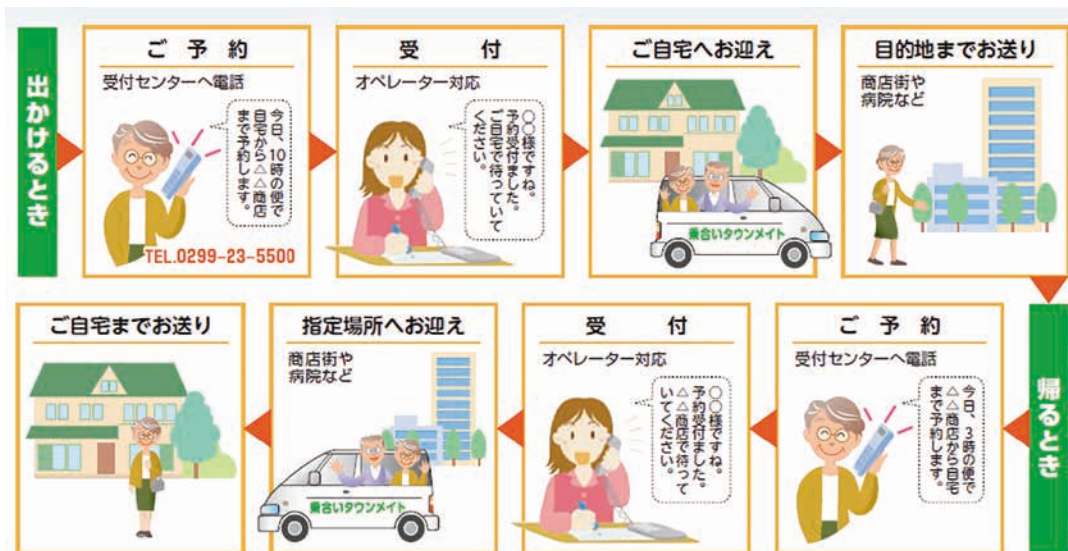 出かけるとき
ご予約
受付センターへ電話
今日、10時の便で
自宅から△△商店
まで予約します。
TEL.0299-23-5500
受付
オペレーター対応
○○様ですね。
予約受付ました。
ご自宅で待っていて
ください。
ご自宅へお迎え
乗合いタウンメイト
目的地までお送り
商店街や
病院など
帰るとき
ご予約
受付センターへ電話
今日、3時の便で
△△商店から自宅
まで予約します。
受付
オペレーター対応
○○様ですね。
予約受付ました。
△△商店で待って
いてください。
指定場所へお迎え
商店街や
病院など
乗合いタウンメイト
ご自宅までお送り